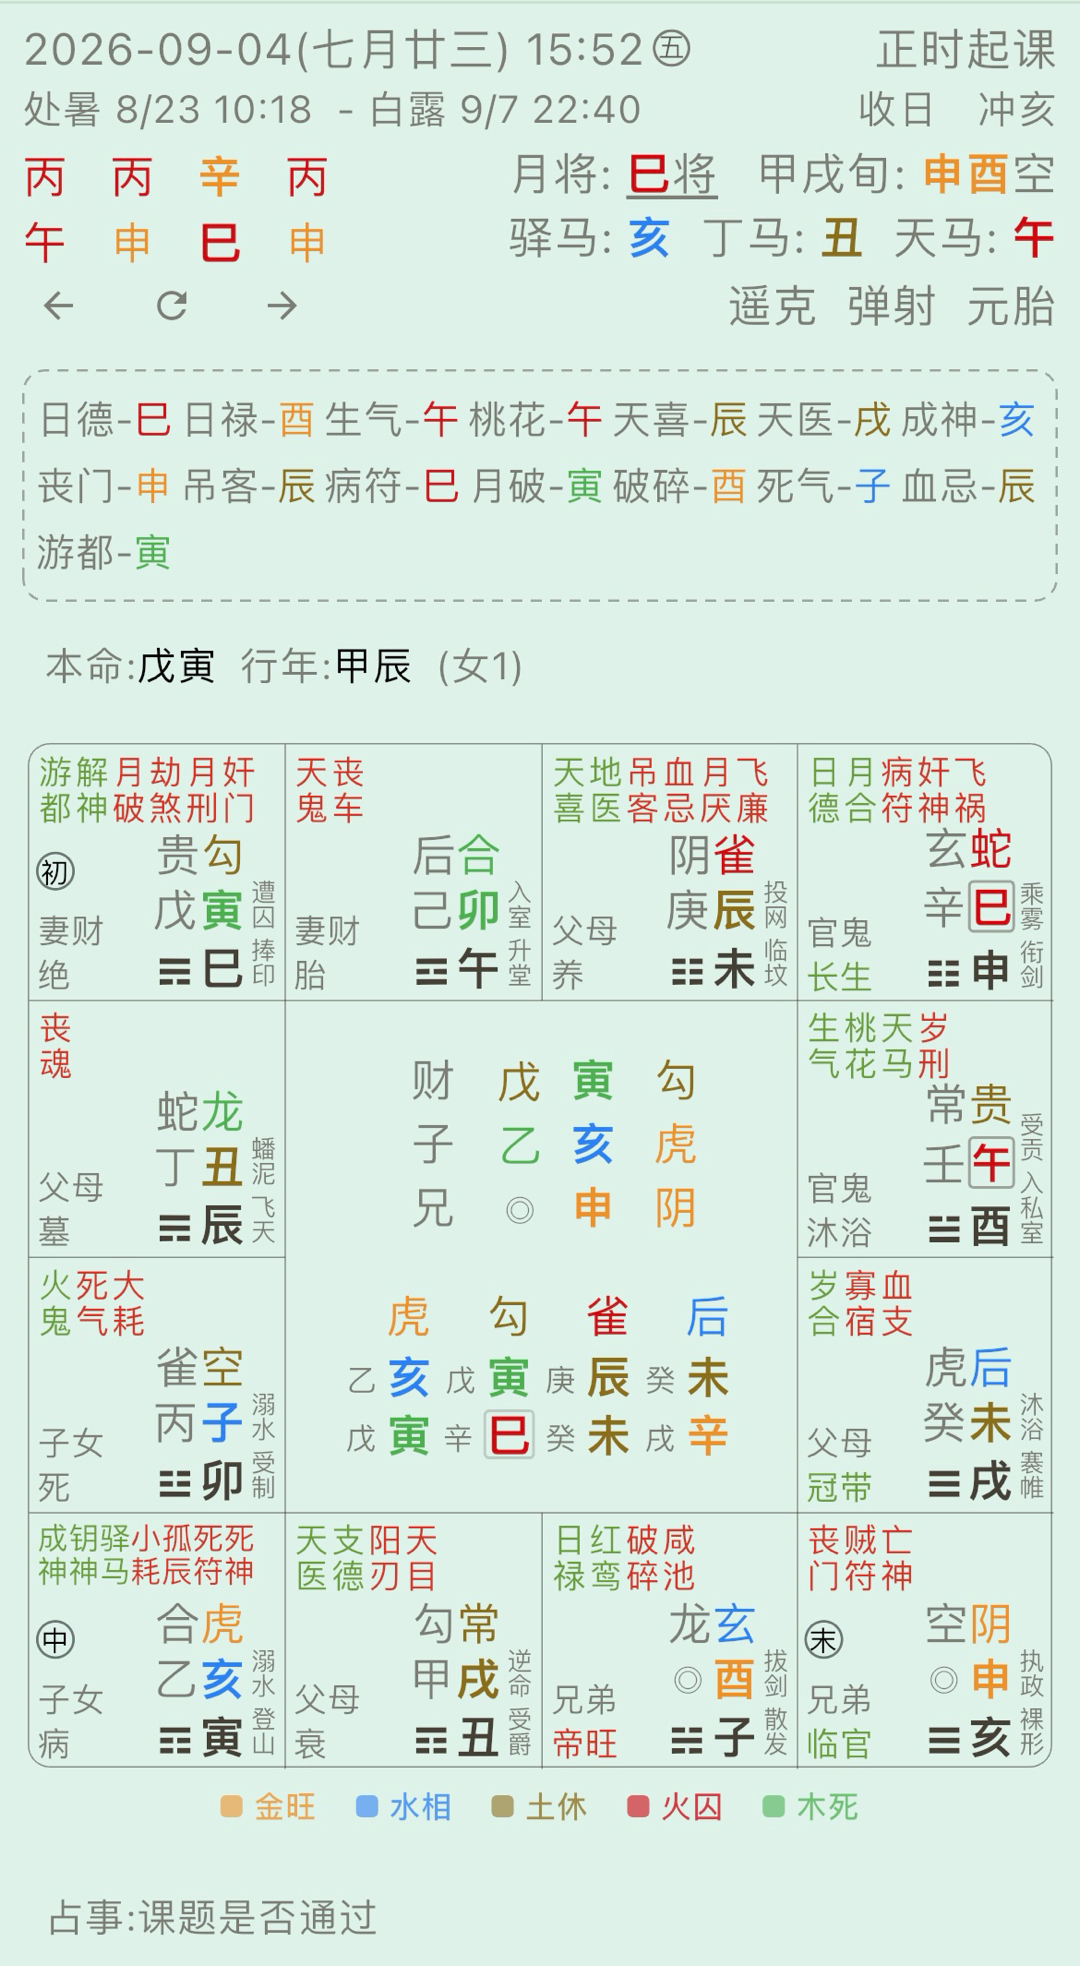 2026-09-04(七月廿三) 15:52㊄ 正时起课
处暑 8/23 10:18 - 白露 9/7 22:40 收日 冲亥
丙 丙 辛 丙 月将: 巳将 甲戌旬: 申酉空
午 申 巳 申 驿马: 亥 丁马: 丑 天马: 午
遥克 弹射 元胎
日德-巳 日禄-酉 生气-午 桃花-午 天喜-辰 天医-戌 成神-亥
丧门-申 吊客-辰 病符-巳 月破-寅 破碎-酉 死气-子 血忌-辰
游都-寅
本命:戊寅 行年:甲辰 (女1)
游解月劫月奸
都神破煞刑门
初
贵勾
戊寅
遭囚
妻财
绝
☴巳
捧印
天丧
鬼车
后合
己卯
入室
妻财
胎
☲午
升堂
天地吊血月飞
喜医客忌厌廉
阴雀
庚辰
投网
父母
养
☷未
临坟
日月病奸飞
德合符神祸
玄蛇
辛巳
乘雾
官鬼
长生
☷申
衔剑
丧
魂
蛇龙
丁丑
蟠泥
父母
墓
☴辰
飞天
财 戊 寅 勾
子 乙 亥 虎
兄 ◎ 申 阴
虎 勾 雀 后
乙亥 戊寅 庚辰 癸未
戊寅 辛巳 癸未 戌辛
生桃天岁
气花马刑
常贵
壬午
受贡
官鬼
沐浴
☱酉
入私室
火死大
鬼气耗
雀空
丙子
溺水
子女
死
☳卯
受制
岁寡血
合宿支
虎后
癸未
沐浴
父母
冠带
☰戌
褰帷
成钥驿小孤死死
神神马耗辰符神
中
合虎
乙亥
溺水
子女
病
☶寅
登山
天支阳天
医德刃目
勾常
甲戌
逆命
父母
衰
☶丑
受爵
日红破咸
禄鸾碎池
龙玄
◎酉
拔剑
兄弟
帝旺
☵子
散发
丧贼亡
门符神
末
空阴
◎申
执政
兄弟
临官
☰亥
裸形
金旺 水相 土休 火囚 木死
占事:课题是否通过